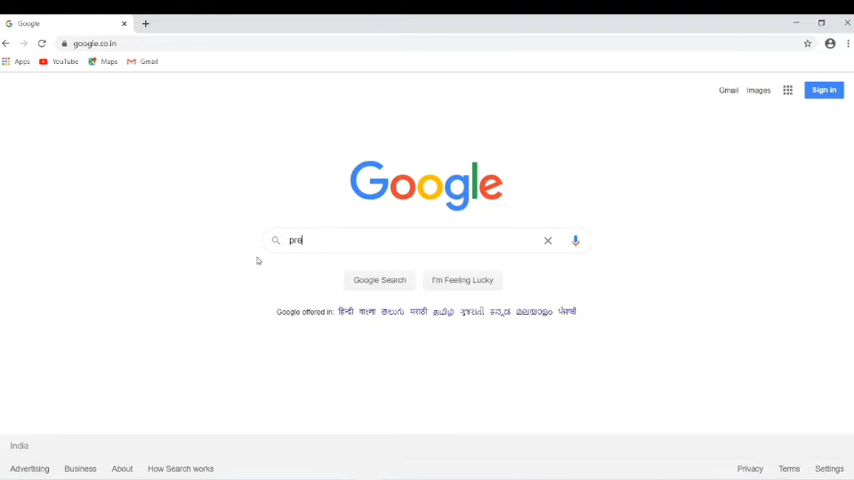 Google
google.co.in
Apps YouTube Maps Gmail
Gmail Images Sign in
Google
pre
Google Search I'm Feeling Lucky
Google offered in: हिन्दी বাংলা తెలుగు मराठी தமிழ் ગુજરાતી ಕನ್ನಡ മലയാളം ਪੰਜਾਬੀ
India
Advertising Business About How Search works Privacy Terms Settings